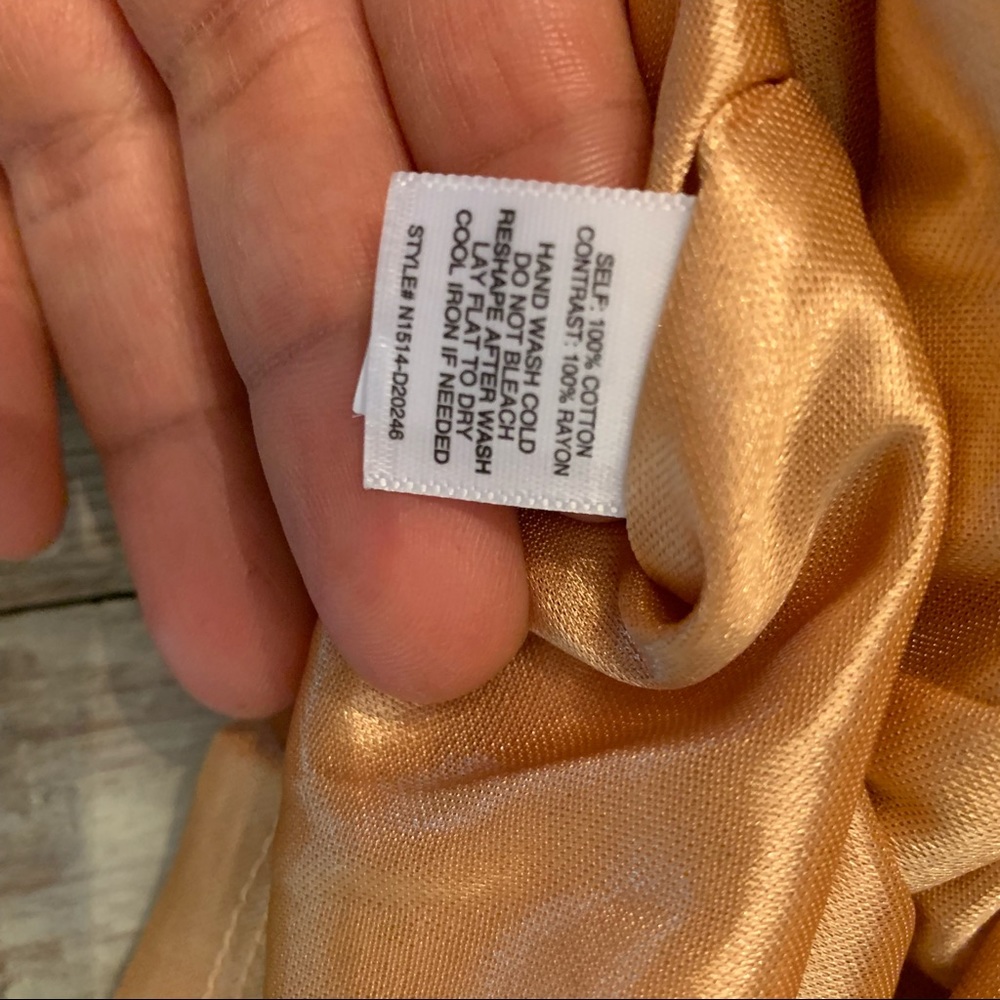 SELF: 100% COTTON
CONTRAST: 100% RAYON
HAND WASH COLD
DO NOT BLEACH
RESHAPE AFTER WASH
LAY FLAT TO DRY
COOL IRON IF NEEDED
STYLE# N1514-D20246